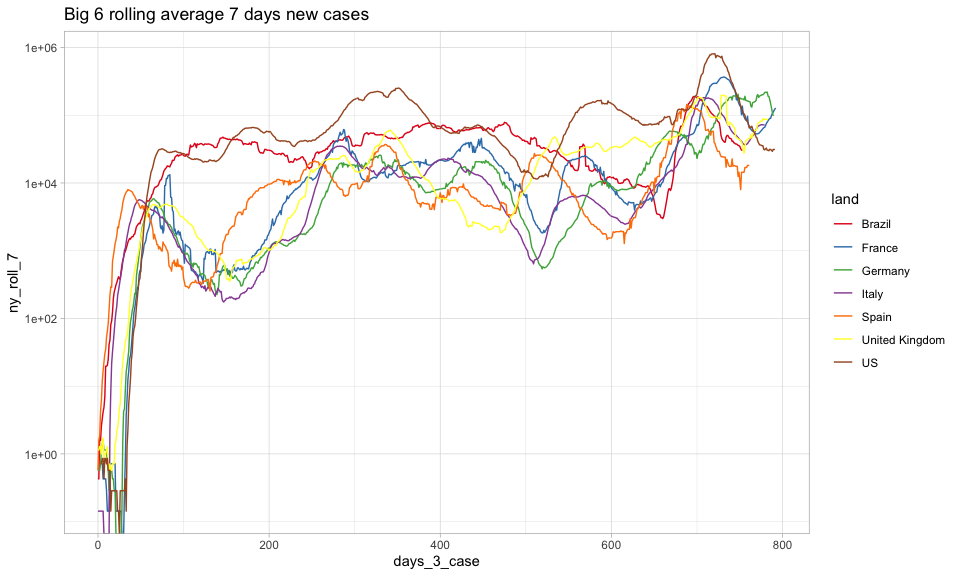 Big 6 rolling average 7 days new cases
1e+06
1e+04
1e+02
1e+00
ny_roll_7
0
200
400
600
800
days_3_case
land
Brazil
France
Germany
Italy
Spain
United Kingdom
US